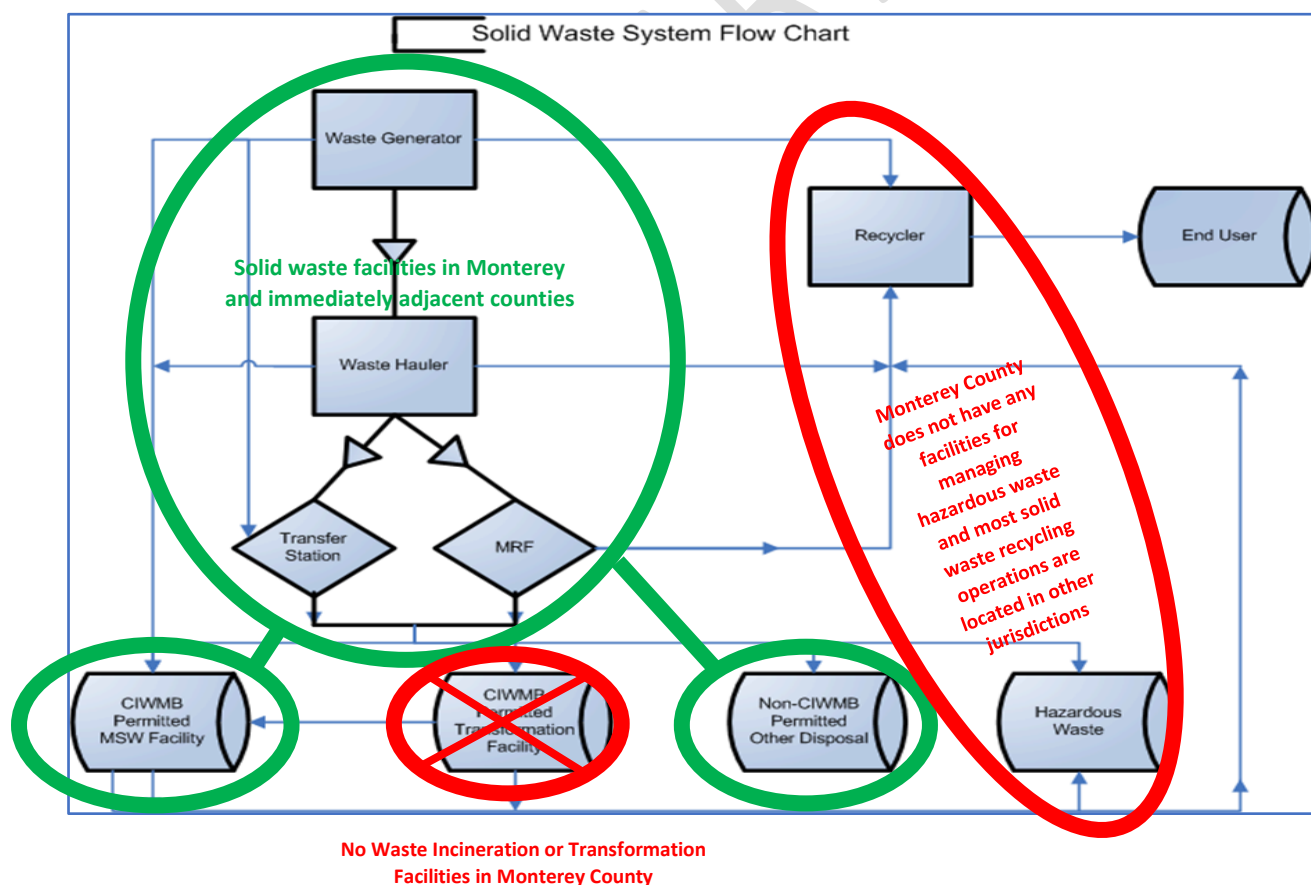 Solid Waste System Flow Chart
Waste Generator
Recycler
End User
Solid waste facilities in Monterey
and immediately adjacent counties
Waste Hauler
Monterey County
does not have any
facilities for
managing
hazardous waste
and most solid
waste recycling
operations are
located in other
jurisdictions
Transfer
Station
MRF
CIWMB
Permitted
MSW Facility
CIWMB
Permitted
Transformation
Facility
Non-CIWMB
Permitted
Other Disposal
Hazardous
Waste
No Waste Incineration or Transformation
Facilities in Monterey County